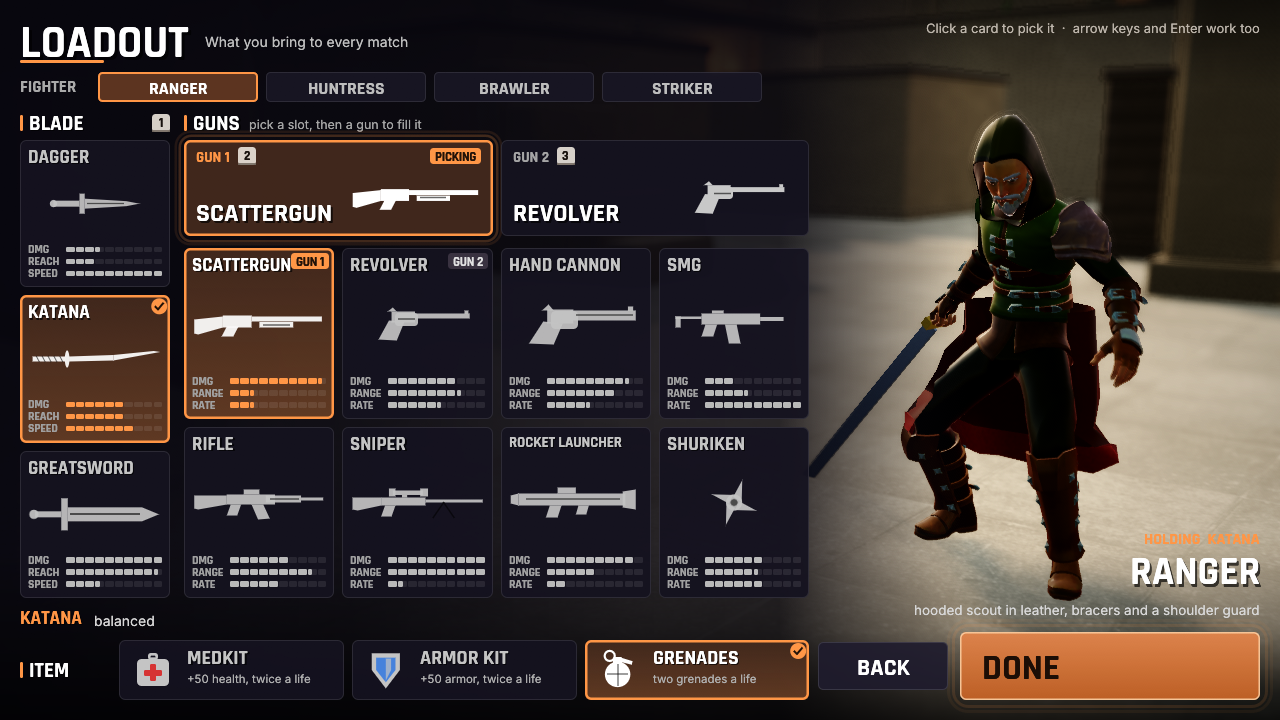 LOADOUT What you bring to every match
Click a card to pick it · arrow keys and Enter work too
FIGHTER RANGER HUNTRESS BRAWLER STRIKER
BLADE 1
GUNS pick a slot, then a gun to fill it
DAGGER
DMG
REACH
SPEED
KATANA
DMG
REACH
SPEED
GREATSWORD
DMG
REACH
SPEED
GUN 1 2 PICKING
SCATTERGUN
GUN 2 3
REVOLVER
SCATTERGUN GUN 1
DMG
RANGE
RATE
REVOLVER GUN 2
DMG
RANGE
RATE
HAND CANNON
DMG
RANGE
RATE
SMG
DMG
RANGE
RATE
RIFLE
DMG
RANGE
RATE
SNIPER
DMG
RANGE
RATE
ROCKET LAUNCHER
DMG
RANGE
RATE
SHURIKEN
DMG
RANGE
RATE
HOLDING KATANA
RANGER
hooded scout in leather, bracers and a shoulder guard
KATANA balanced
ITEM
MEDKIT
+50 health, twice a life
ARMOR KIT
+50 armor, twice a life
GRENADES
two grenades a life
BACK
DONE